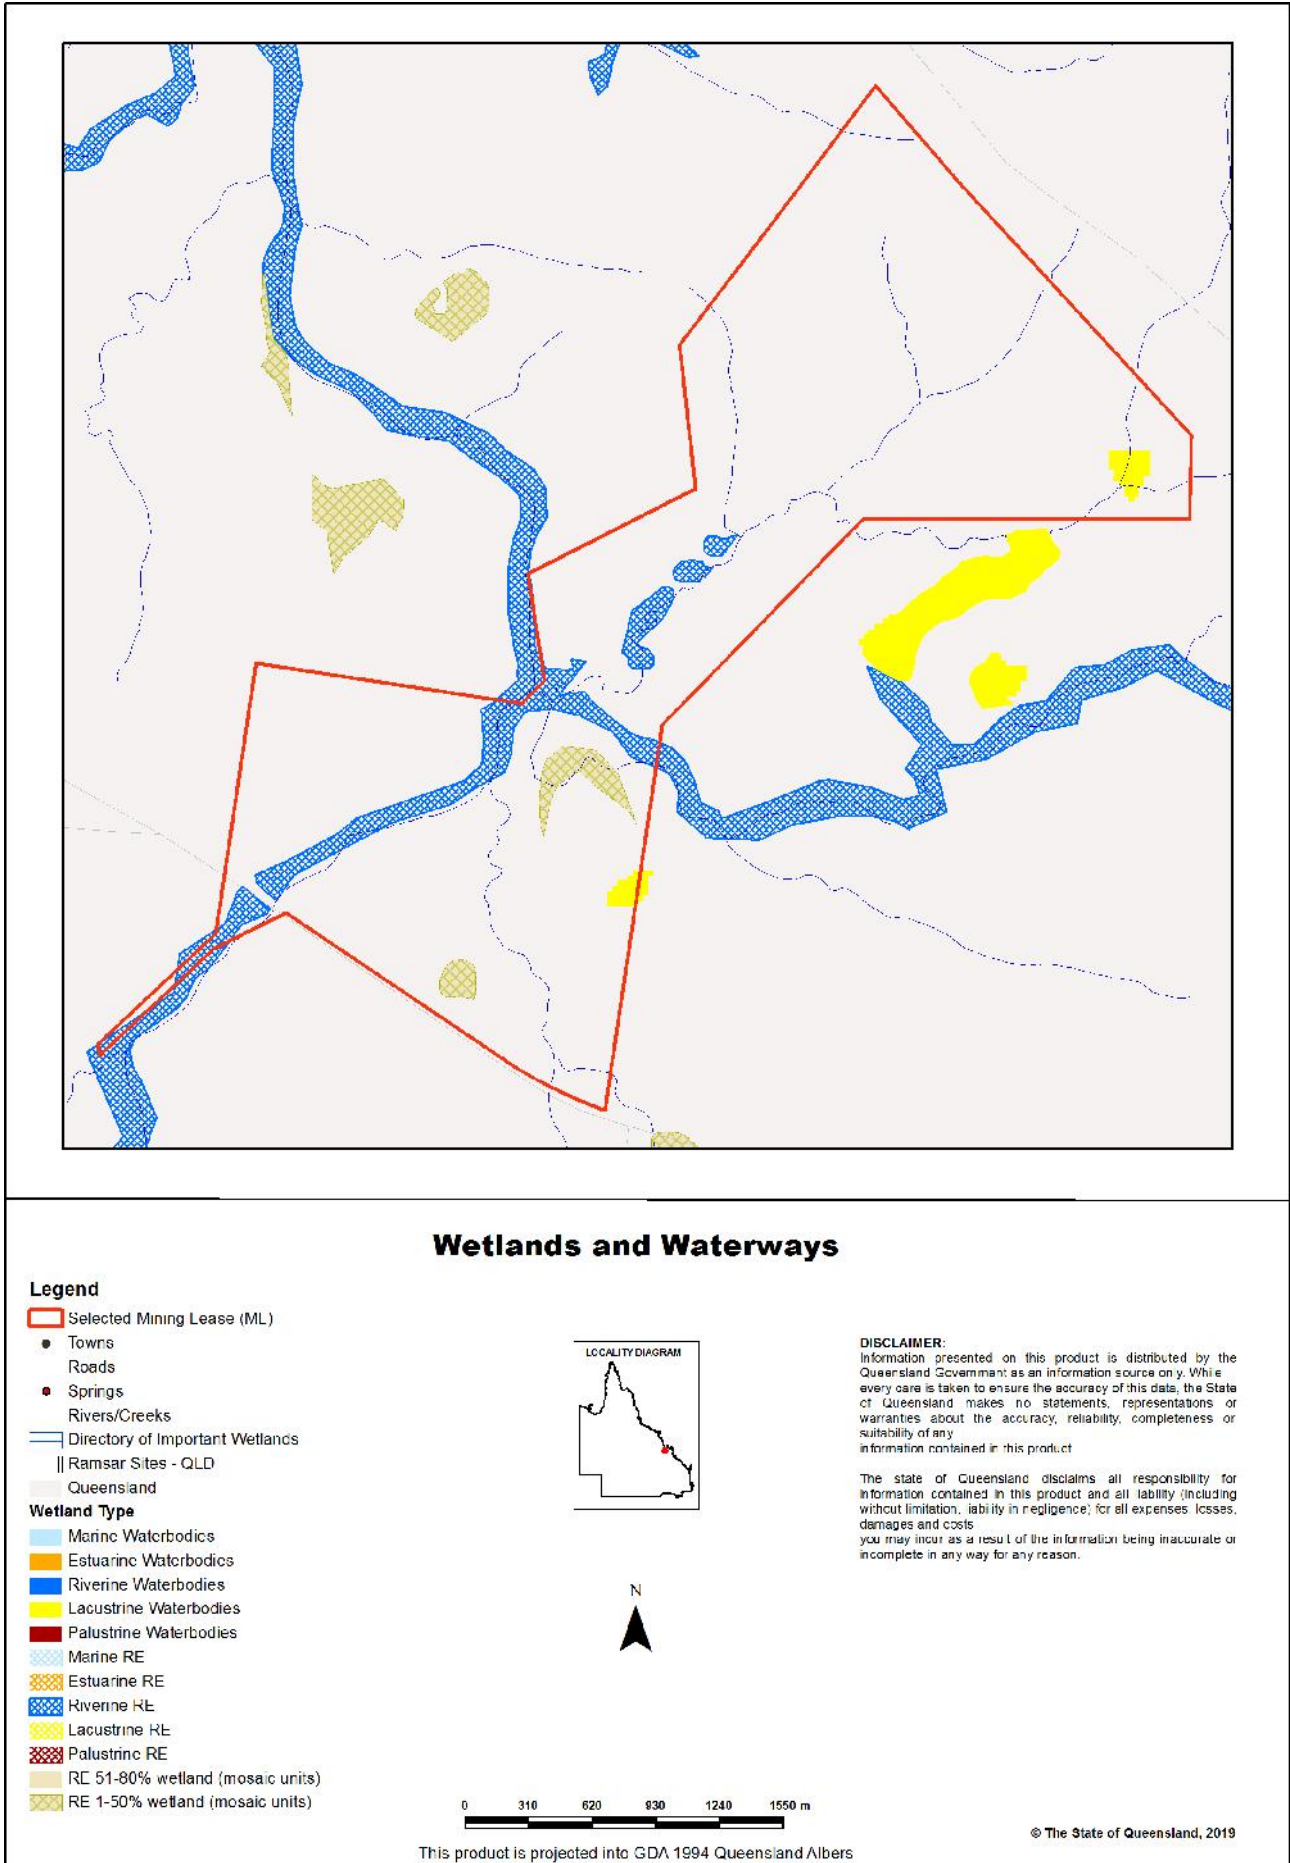 Wetlands and Waterways
Legend
Selected Mining Lease (ML)
Towns
Roads
Springs
Rivers/Creeks
Directory of Important Wetlands
Ramsar Sites - QLD
Queensland
Wetland Type
Marine Waterbodies
Estuarine Waterbodies
Riverine Waterbodies
Lacustrine Waterbodies
Palustrine Waterbodies
Marine RE
Estuarine RE
Riverine RE
Lacustrine RE
Palustrine RE
RE 51-80% wetland (mosaic units)
RE 1-50% wetland (mosaic units)
LOCALITY DIAGRAM
N
0 310 620 930 1240 1550 m
This product is projected into GDA 1994 Queensland Albers
DISCLAIMER:
Information presented on this product is distributed by the
Queensland Government as an information source only. While
every care is taken to ensure the accuracy of this data, the State
of Queensland makes no statements, representations or
warranties about the accuracy, reliability, completeness or
suitability of any
information contained in this product
The state of Queensland disclaims all responsibility for
information contained in this product and all liability (including
without limitation, liability in negligence) for all expenses, losses,
damages and costs
you may incur as a result of the information being inaccurate or
incomplete in any way for any reason.
© The State of Queensland, 2019